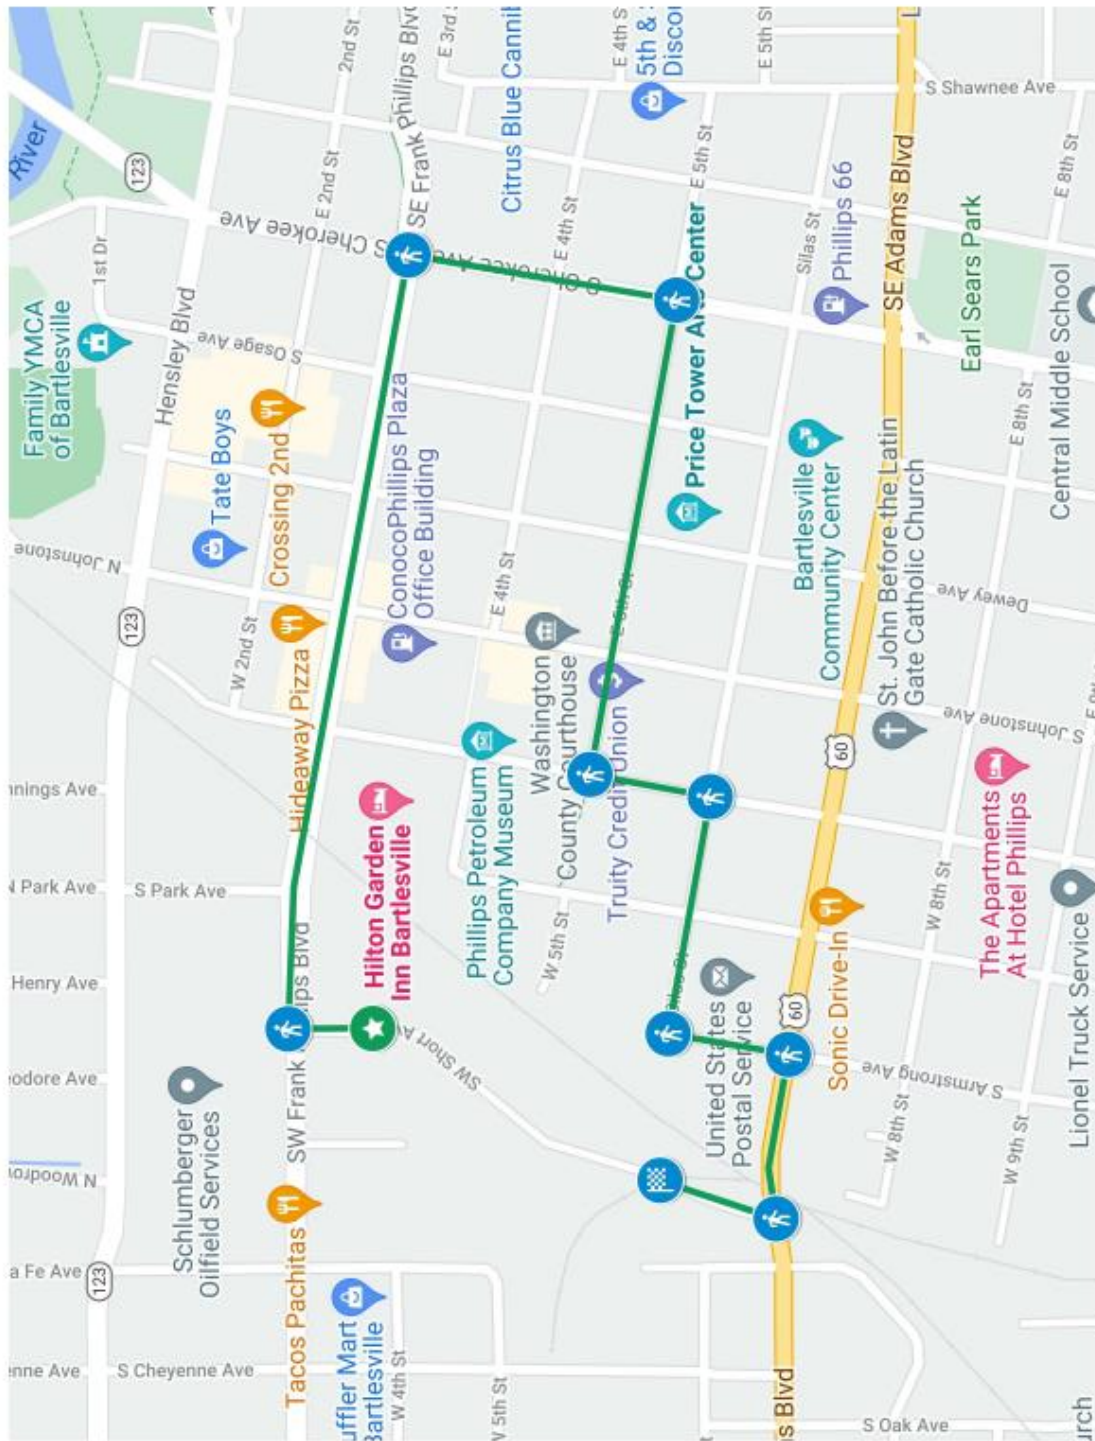 River
Family YMCA
of Bartlesville
1st Dr
123
Hensley Blvd
2nd St
E 2nd St
SE Frank Phillips Blvd
E 3rd S
Citrus Blue Cannib
E 4th S
5th &
Disco
E 5th St
S Shawnee Ave
S Cherokee Ave
S Osage Ave
S Cherokee Ave
E 4th St
E 5th St
Silas St
Phillips 66
SE Adams Blvd
E 8th St
Earl Sears Park
Central Middle School
Tate Boys
Crossing 2nd
N Johnstone
123
W 2nd St
Hideaway Pizza
ConocoPhillips Plaza
Office Building
E 4th St
Washington
County Courthouse
E 5th St
Price Tower Arts Center
Bartlesville
Community Center
St. John Before the Latin
Gate Catholic Church
E 8th St
Dewey Ave
S Johnstone Ave
60
Truity Credit Union
Phillips Petroleum
Company Museum
Hilton Garden
Inn Bartlesville
nnings Ave
N Park Ave
S Park Ave
Henry Ave
eodore Ave
SW Frank
lips Blvd
SW Short A
W 5th St
United States
Postal Service
60
Sonic Drive-In
The Apartments
At Hotel Phillips
W 8th St
Lionel Truck Service
S Armstrong Ave
W 8th St
W 9th St
Schlumberger
Oilfield Services
N Woodrow
Tacos Pachitas
a Fe Ave
123
enne Ave
S Cheyenne Ave
uffler Mart
Bartlesville
W 4th St
W 5th St
ms Blvd
S Oak Ave
urch